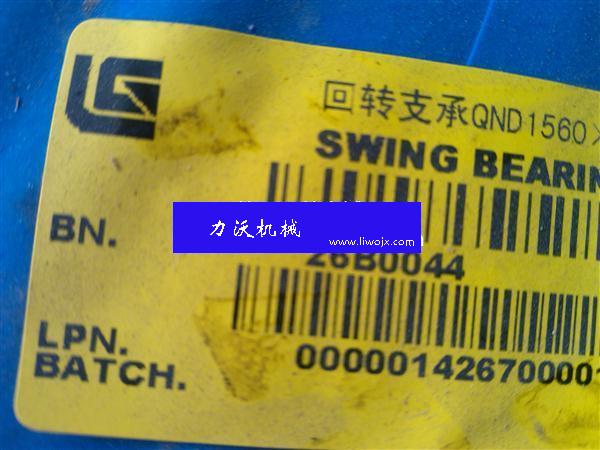 回转支承QND1560×
SWING BEARIN
BN.
力沃机械
www.liwojx.com
26B0044
LPN.
BATCH.
00000142670000